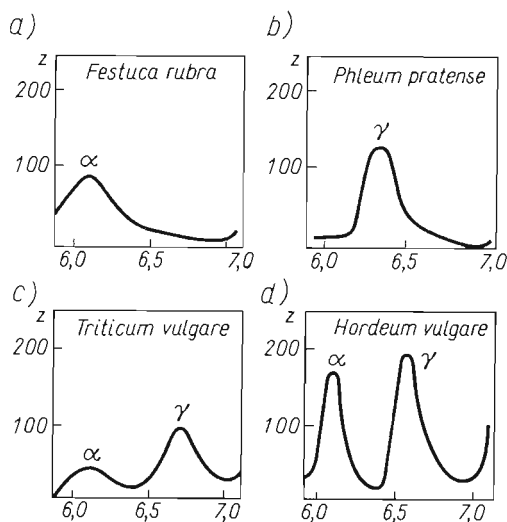 a)
z
Festuca rubra
200
100
α
6,0 6,5 7,0
b)
z
Phleum pratense
200
100
γ
6,0 6,5 7,0
c)
z
Triticum vulgare
200
100
α
γ
6,0 6,5 7,0
d)
z
Hordeum vulgare
200
100
α
γ
6,0 6,5 7,0